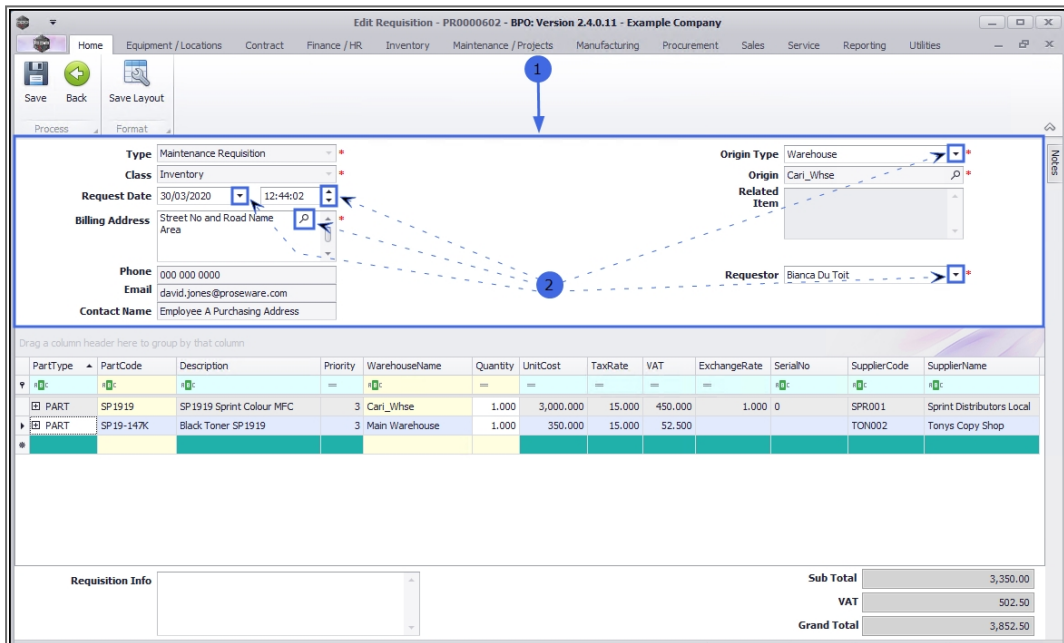 Edit Requisition - PR0000602 - BPO: Version 2.4.0.11 - Example Company
Home Equipment / Locations Contract Finance / HR Inventory Maintenance / Projects Manufacturing Procurement Sales Service Reporting Utilities
Save Back Save Layout
Process Format
1
Type Maintenance Requisition * Origin Type Warehouse *
Class Inventory * Origin Cari_Whse *
Request Date 30/03/2020 12:44:02 Related Item
Billing Address Street No and Road Name *
Area
Phone 000 000 0000 Requestor Bianca Du Toit *
2
Email david.jones@proseware.com
Contact Name Employee A Purchasing Address
Notes
Drag a column header here to group by that column
PartType PartCode Description Priority WarehouseName Quantity UnitCost TaxRate VAT ExchangeRate SerialNo SupplierCode SupplierName
PART SP1919 SP1919 Sprint Colour MFC 3 Cari_Whse 1.000 3,000.000 15.000 450.000 1.000 0 SPR001 Sprint Distributors Local
PART SP19-147K Black Toner SP1919 3 Main Warehouse 1.000 350.000 15.000 52.500 TON002 Tonys Copy Shop
Requisition Info
Sub Total 3,350.00
VAT 502.50
Grand Total 3,852.50